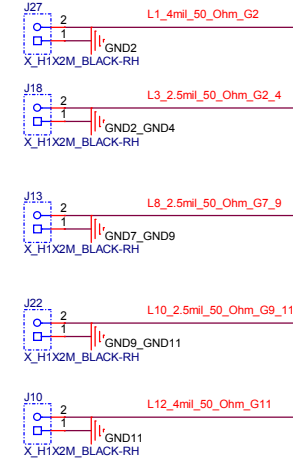 J27
L1_4mil_50_Ohm_G2
2
1
GND2
X_H1X2M_BLACK-RH
J18
L3_2.5mil_50_Ohm_G2_4
2
1
GND2_GND4
X_H1X2M_BLACK-RH
J13
L8_2.5mil_50_Ohm_G7_9
2
1
GND7_GND9
X_H1X2M_BLACK-RH
J22
L10_2.5mil_50_Ohm_G9_11
2
1
GND9_GND11
X_H1X2M_BLACK-RH
J10
L12_4mil_50_Ohm_G11
2
1
GND11
X_H1X2M_BLACK-RH